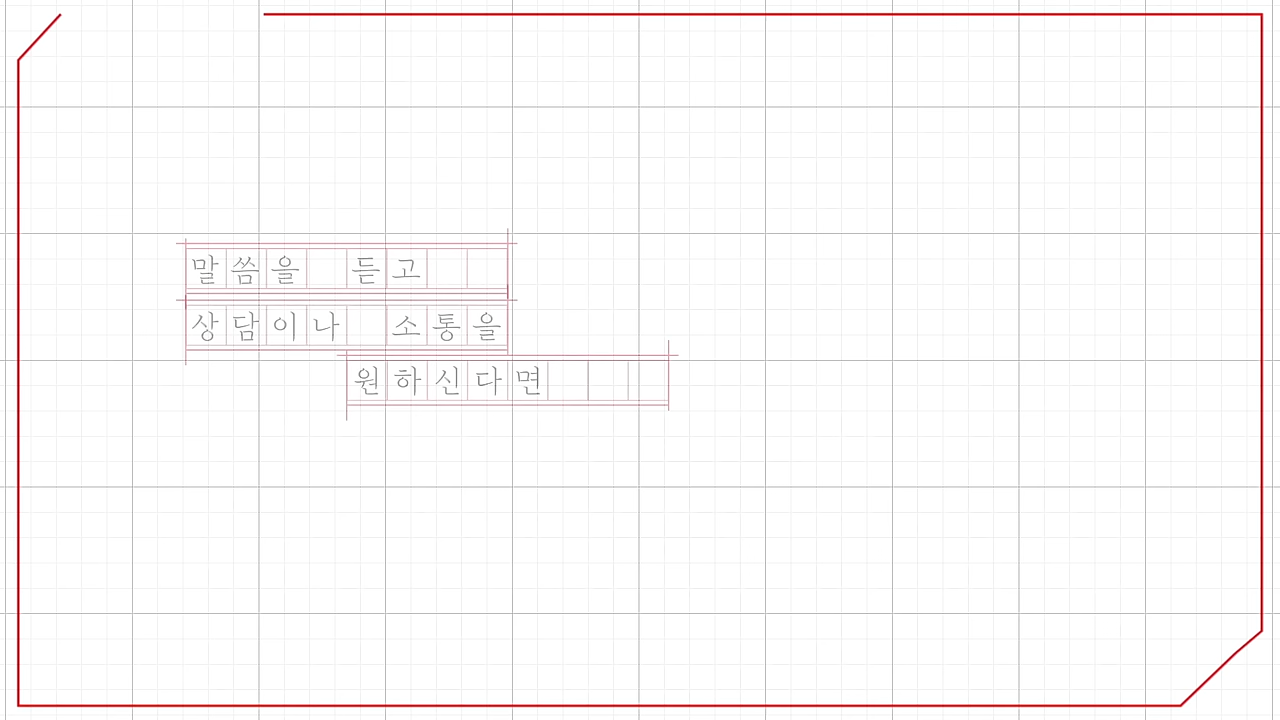 말씀을 듣고
상담이나 소통을
원하신다면